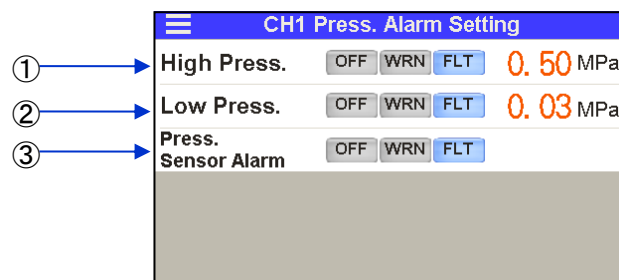 CH1 Press. Alarm Setting
① High Press. OFF WRN FLT 0.50 MPa
② Low Press. OFF WRN FLT 0.03 MPa
③ Press.
Sensor Alarm OFF WRN FLT